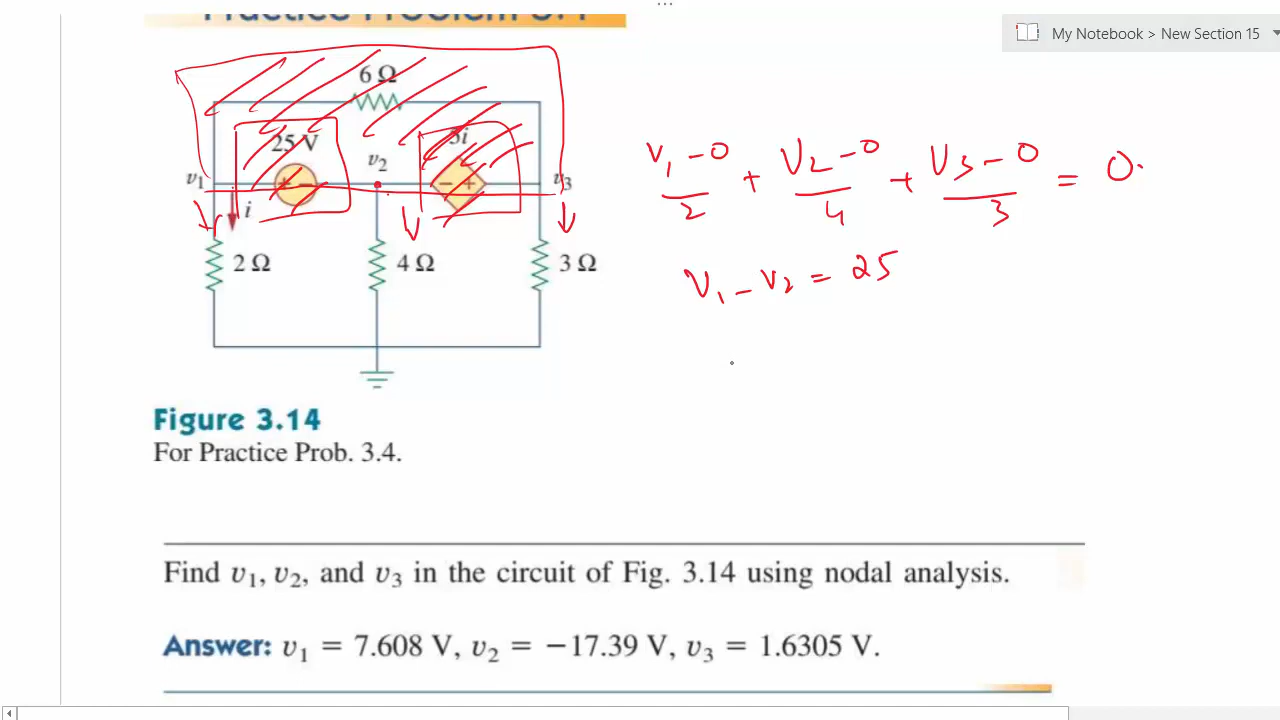 My Notebook > New Section 15
6 Ω
25 V
v₂
v₁
+ −
− +
v₃
i
2 Ω
4 Ω
3 Ω
(v₁ − 0)/2 + (v₂ − 0)/4 + (v₃ − 0)/3 = 0.
v₁ − v₂ = 25
Figure 3.14
For Practice Prob. 3.4.
Find v₁, v₂, and v₃ in the circuit of Fig. 3.14 using nodal analysis.
Answer: v₁ = 7.608 V, v₂ = −17.39 V, v₃ = 1.6305 V.